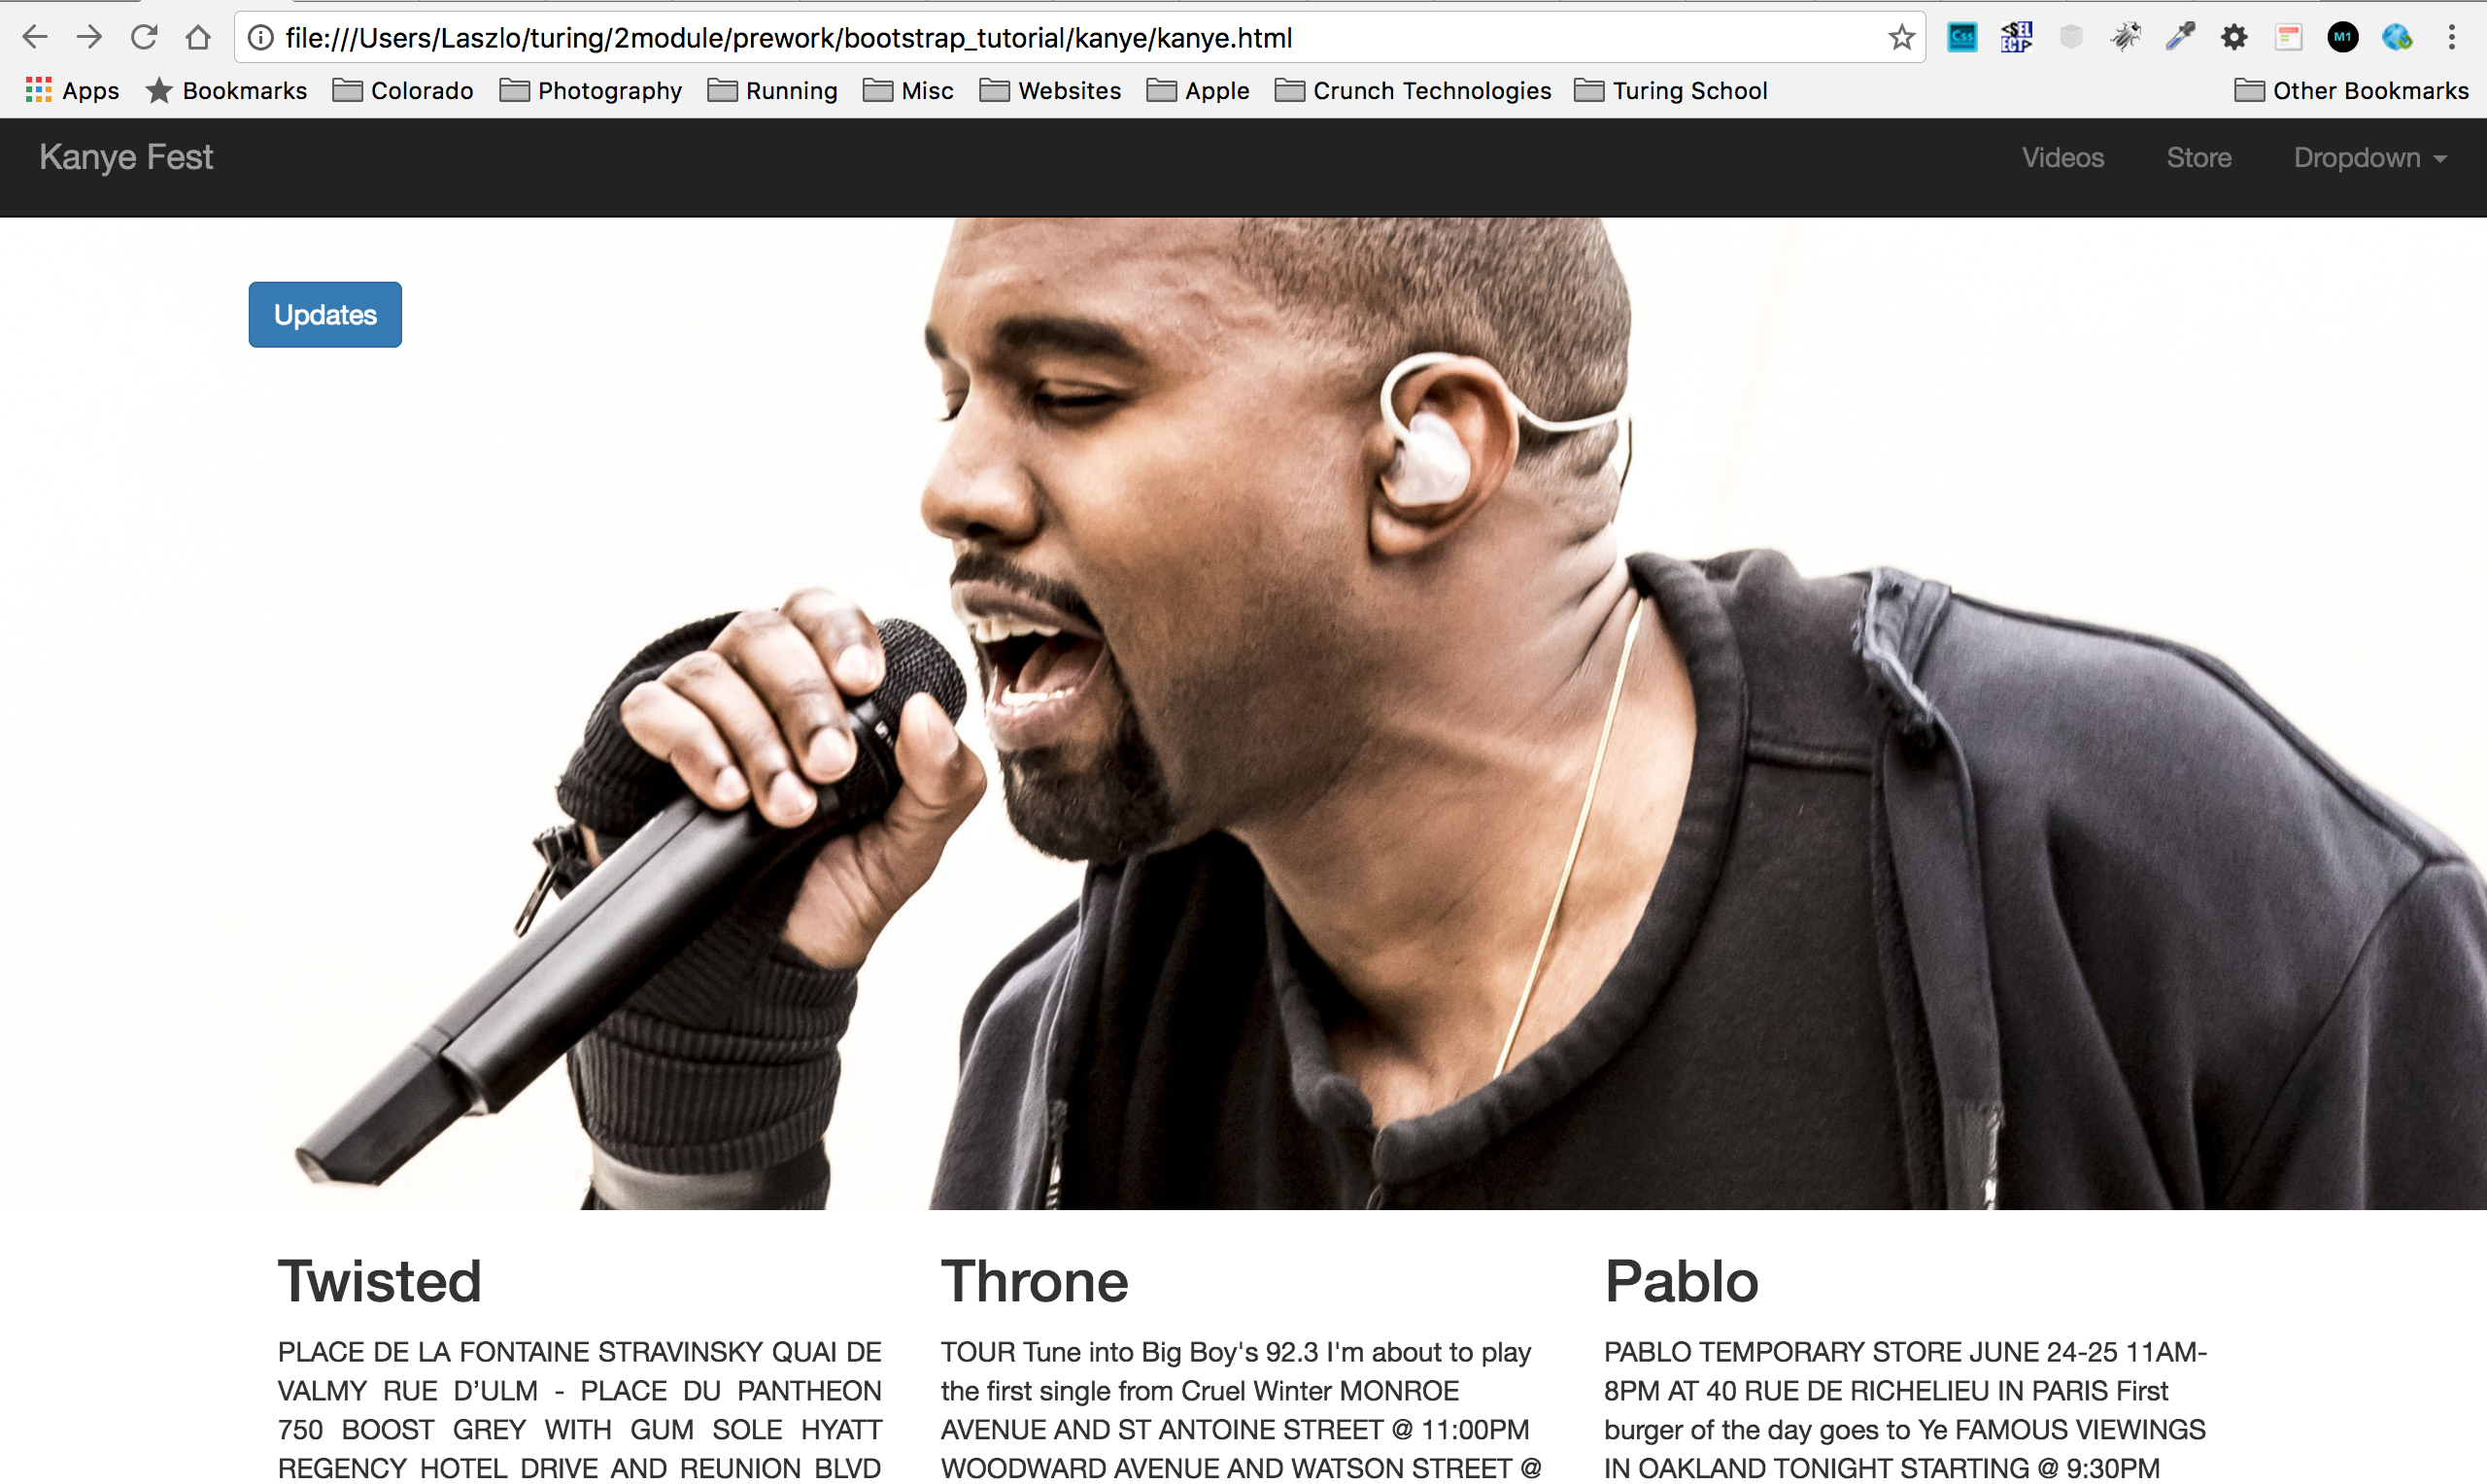 file:///Users/Laszlo/turing/2module/prework/bootstrap_tutorial/kanye/kanye.html
Css
<SEL
ECT>
M1
Apps Bookmarks Colorado Photography Running Misc Websites Apple Crunch Technologies Turing School Other Bookmarks
Kanye Fest Videos Store Dropdown
Updates
Twisted
PLACE DE LA FONTAINE STRAVINSKY QUAI DE
VALMY RUE D’ULM - PLACE DU PANTHEON
750 BOOST GREY WITH GUM SOLE HYATT
REGENCY HOTEL DRIVE AND REUNION BLVD
Throne
TOUR Tune into Big Boy's 92.3 I'm about to play
the first single from Cruel Winter MONROE
AVENUE AND ST ANTOINE STREET @ 11:00PM
WOODWARD AVENUE AND WATSON STREET @
Pablo
PABLO TEMPORARY STORE JUNE 24-25 11AM-
8PM AT 40 RUE DE RICHELIEU IN PARIS First
burger of the day goes to Ye FAMOUS VIEWINGS
IN OAKLAND TONIGHT STARTING @ 9:30PM